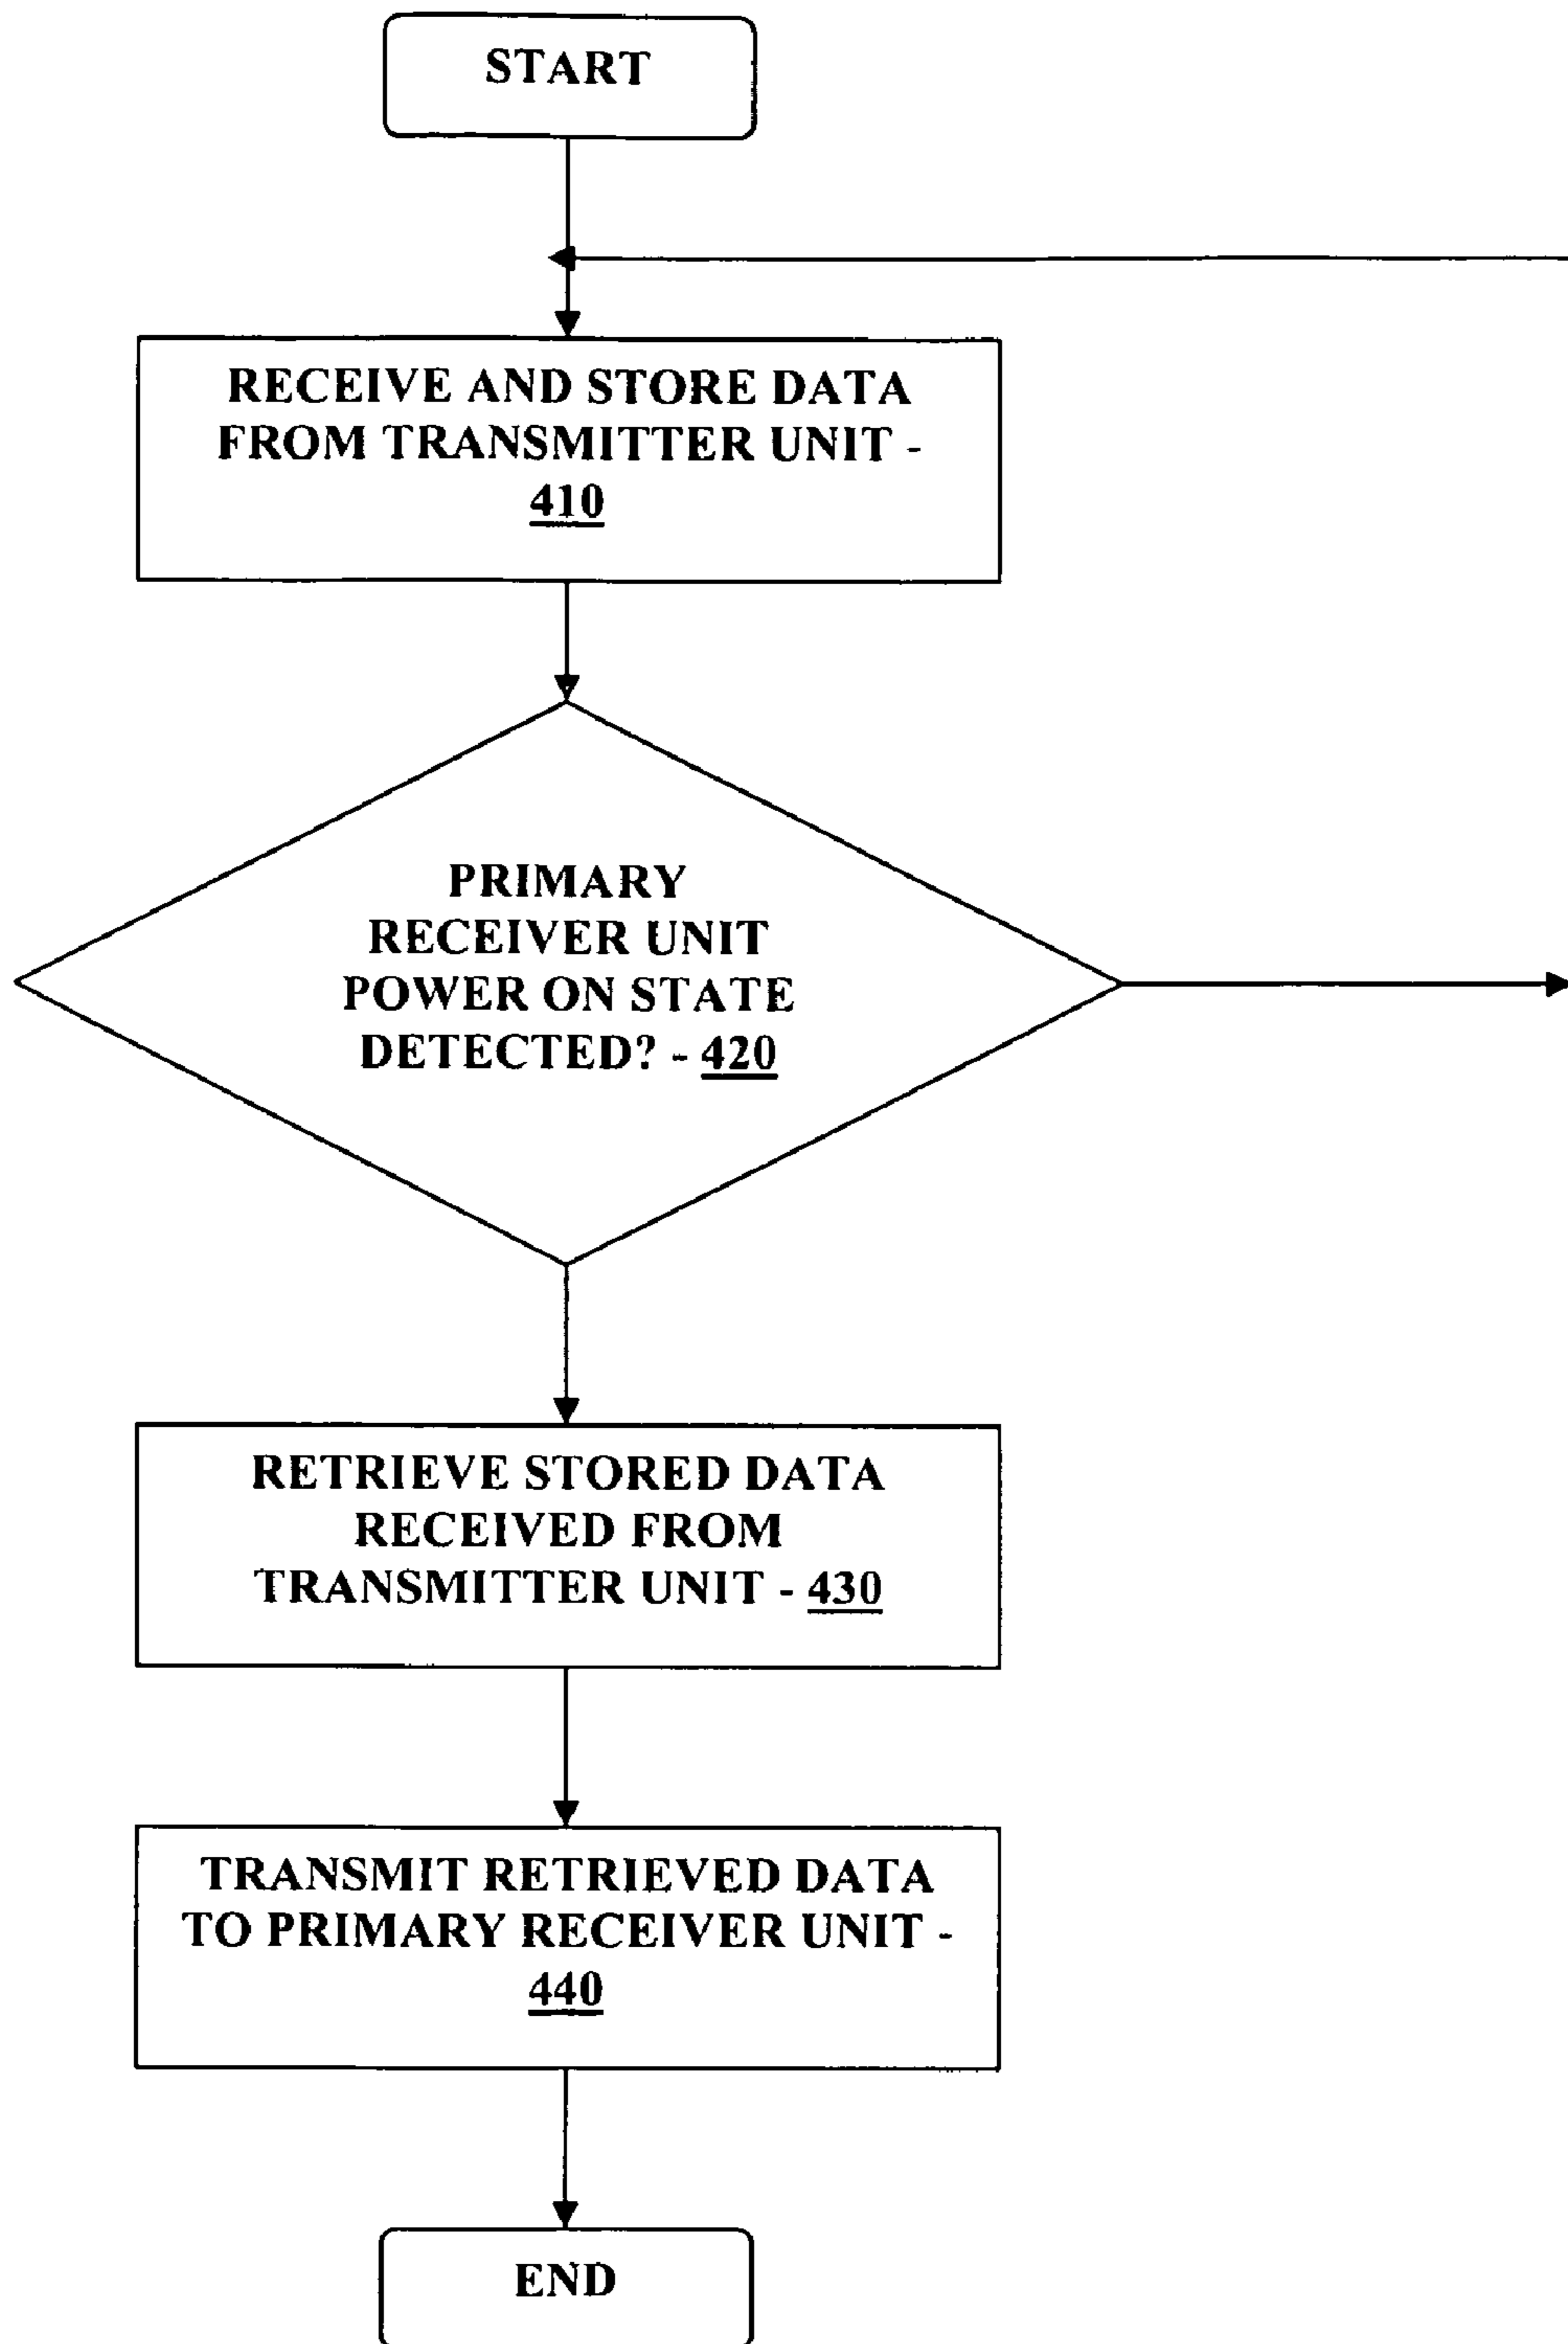 START
RECEIVE AND STORE DATA
FROM TRANSMITTER UNIT -
410
PRIMARY
RECEIVER UNIT
POWER ON STATE
DETECTED? - 420
RETRIEVE STORED DATA
RECEIVED FROM
TRANSMITTER UNIT - 430
TRANSMIT RETRIEVED DATA
TO PRIMARY RECEIVER UNIT -
440
END